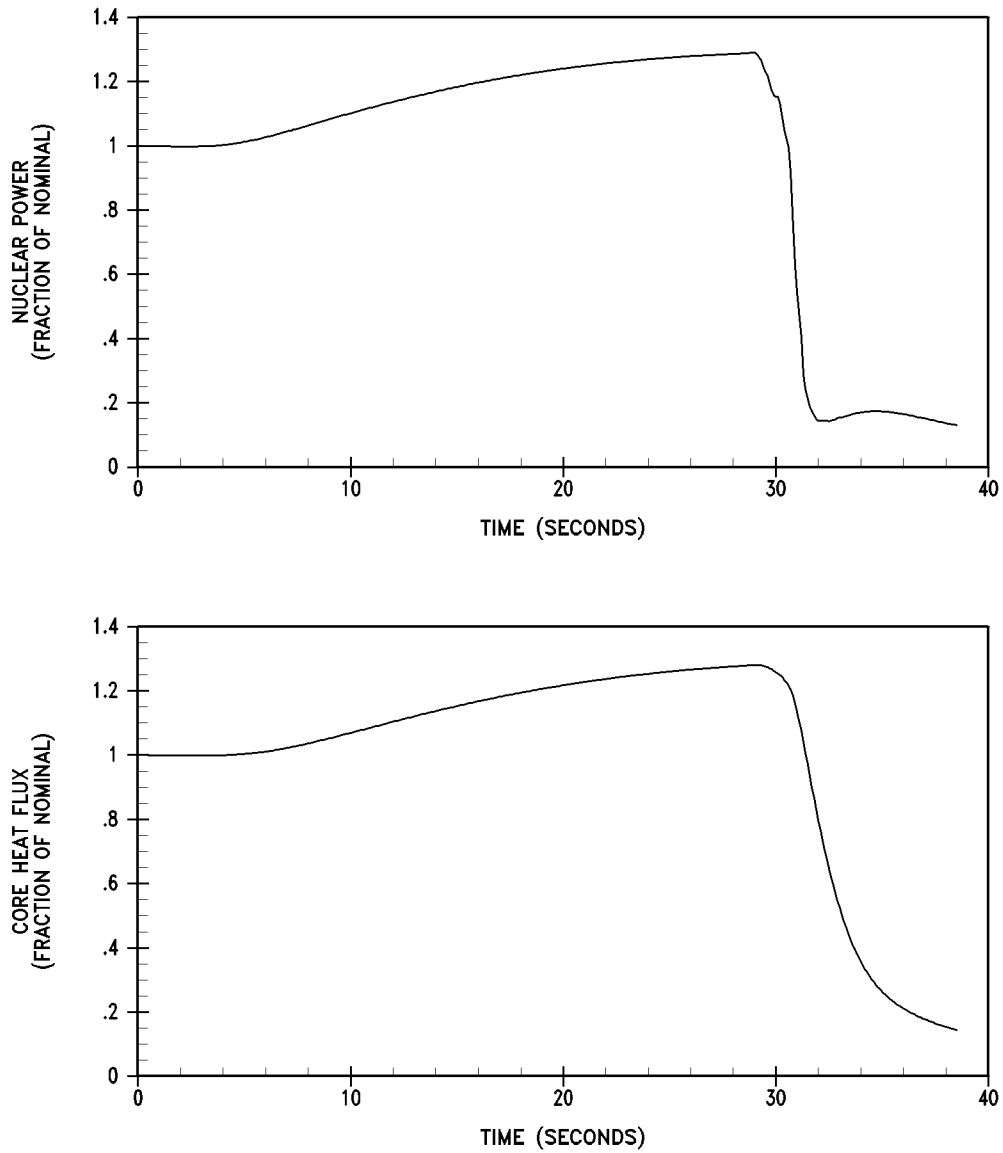 1.4
1.2
1
.8
.6
.4
.2
0
NUCLEAR POWER
(FRACTION OF NOMINAL)
0 10 20 30 40
TIME (SECONDS)
1.4
1.2
1
.8
.6
.4
.2
0
CORE HEAT FLUX
(FRACTION OF NOMINAL)
0 10 20 30 40
TIME (SECONDS)